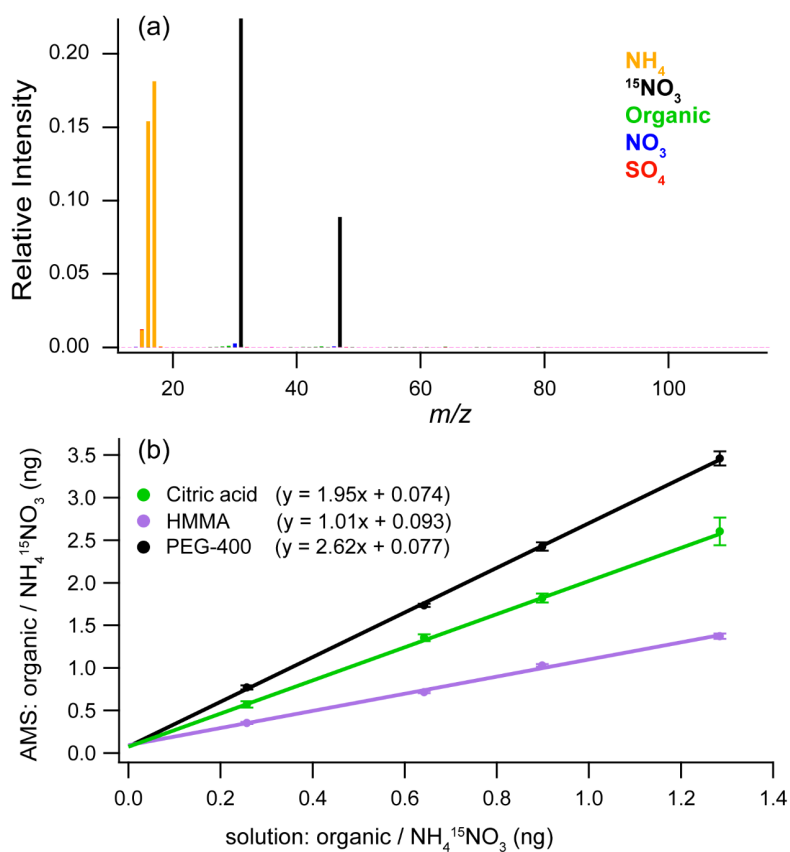 (a)
0.20
0.15
0.10
0.05
0.00
Relative Intensity
NH₄
¹⁵NO₃
Organic
NO₃
SO₄
20 40 60 80 100
m/z
(b)
3.5
3.0
2.5
2.0
1.5
1.0
0.5
0.0
AMS: organic / NH₄¹⁵NO₃ (ng)
Citric acid (y = 1.95x + 0.074)
HMMA (y = 1.01x + 0.093)
PEG-400 (y = 2.62x + 0.077)
0.0 0.2 0.4 0.6 0.8 1.0 1.2 1.4
solution: organic / NH₄¹⁵NO₃ (ng)